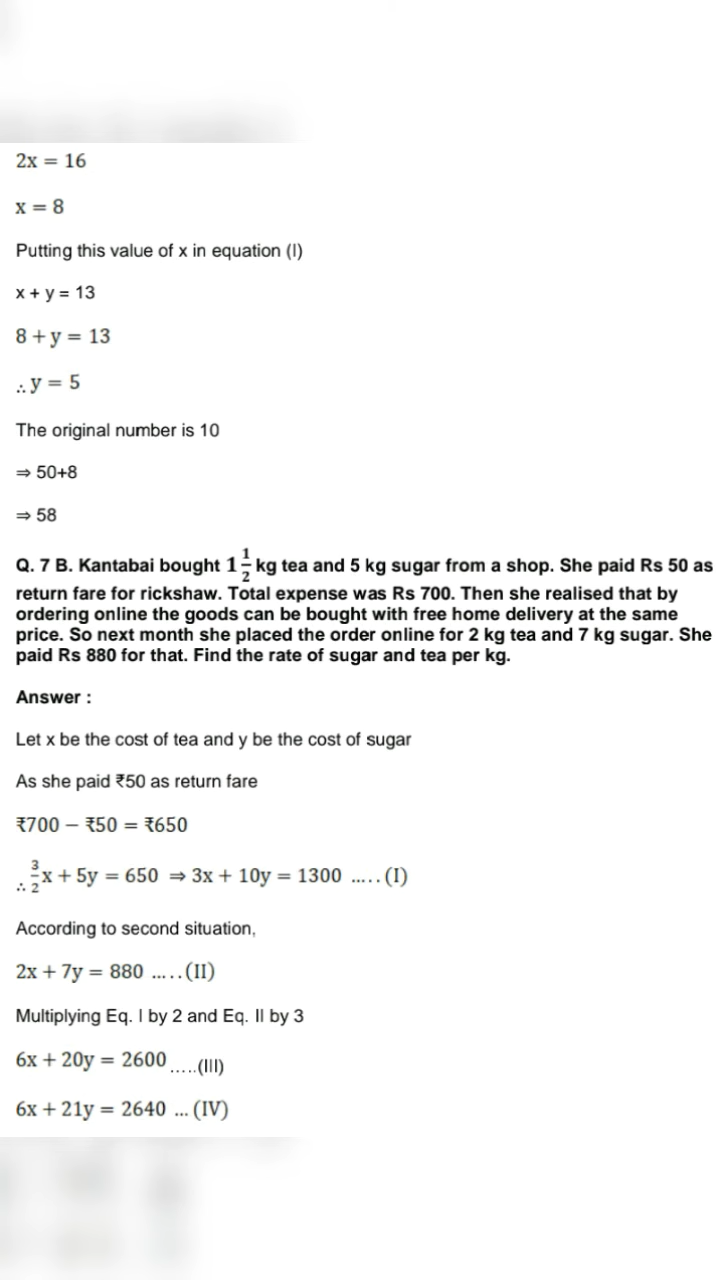 2x = 16
x = 8
Putting this value of x in equation (I)
x + y = 13
8 + y = 13
∴ y = 5
The original number is 10
⇒ 50+8
⇒ 58
Q. 7 B. Kantabai bought 1 1/2 kg tea and 5 kg sugar from a shop. She paid Rs 50 as
return fare for rickshaw. Total expense was Rs 700. Then she realised that by
ordering online the goods can be bought with free home delivery at the same
price. So next month she placed the order online for 2 kg tea and 7 kg sugar. She
paid Rs 880 for that. Find the rate of sugar and tea per kg.
Answer :
Let x be the cost of tea and y be the cost of sugar
As she paid ₹50 as return fare
₹700 − ₹50 = ₹650
∴ 3/2 x + 5y = 650 ⇒ 3x + 10y = 1300 ..... (I)
According to second situation,
2x + 7y = 880 .....(II)
Multiplying Eq. I by 2 and Eq. II by 3
6x + 20y = 2600 .....(III)
6x + 21y = 2640 ... (IV)